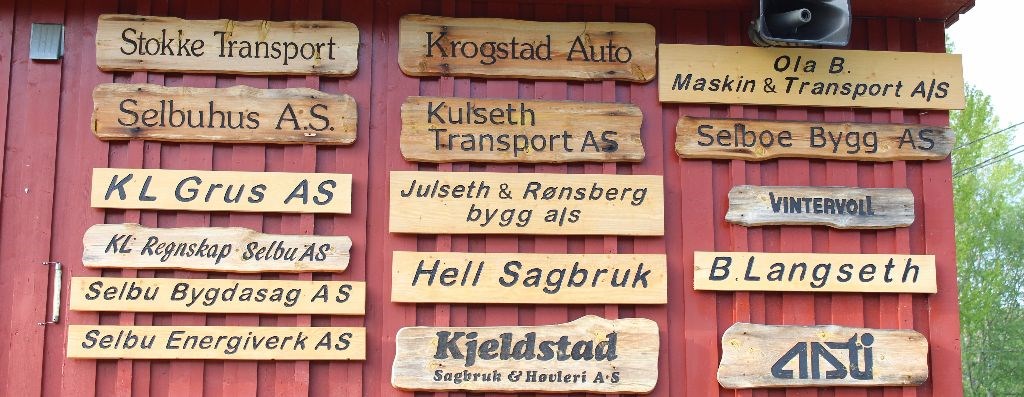 Stokke Transport
Selbuhus A.S.
KL Grus AS
KL Regnskap Selbu AS
Selbu Bygdasag AS
Selbu Energiverk AS
Krogstad Auto
Kulseth
Transport AS
Julseth & Rønsberg
bygg a/s
Hell Sagbruk
Kjeldstad
Sagbruk & Høvleri A·S
Ola B.
Maskin & Transport A/S
Selboe Bygg AS
VINTERVOLL
B.Langseth